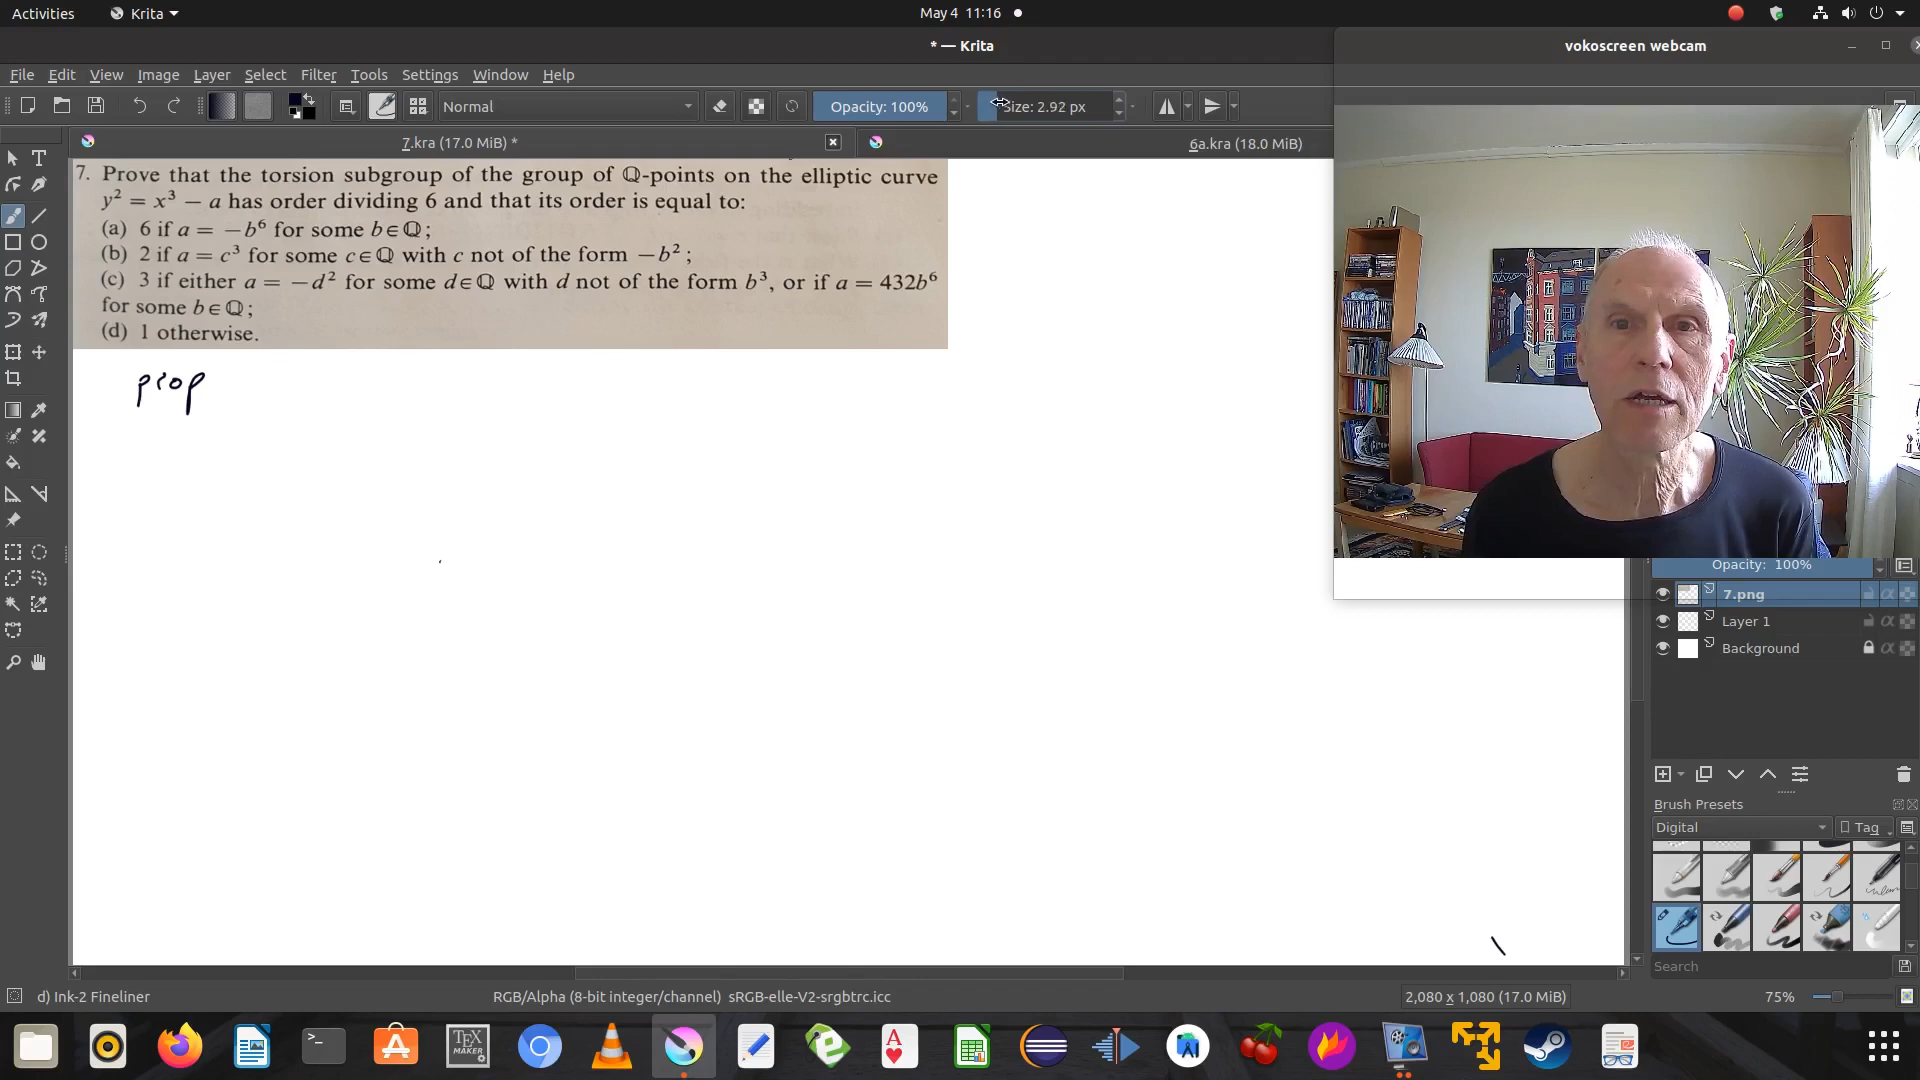 Activities Krita May 4 11:16
* — Krita
vokoscreen webcam
File Edit View Image Layer Select Filter Tools Settings Window Help
Normal Opacity: 100% Size: 2.92 px
7.kra (17.0 MiB) * 6a.kra (18.0 MiB)
7. Prove that the torsion subgroup of the group of ℚ-points on the elliptic curve
y² = x³ − a has order dividing 6 and that its order is equal to:
(a) 6 if a = −b⁶ for some b∈ℚ;
(b) 2 if a = c³ for some c∈ℚ with c not of the form −b²;
(c) 3 if either a = −d² for some d∈ℚ with d not of the form b³, or if a = 432b⁶
for some b∈ℚ;
(d) 1 otherwise.
prop
Opacity: 100%
7.png
Layer 1
Background
Brush Presets
Digital Tag
Search
d) Ink-2 Fineliner RGB/Alpha (8-bit integer/channel) sRGB-elle-V2-srgbtrc.icc 2,080 x 1,080 (17.0 MiB) 75%
TEX
MAKER